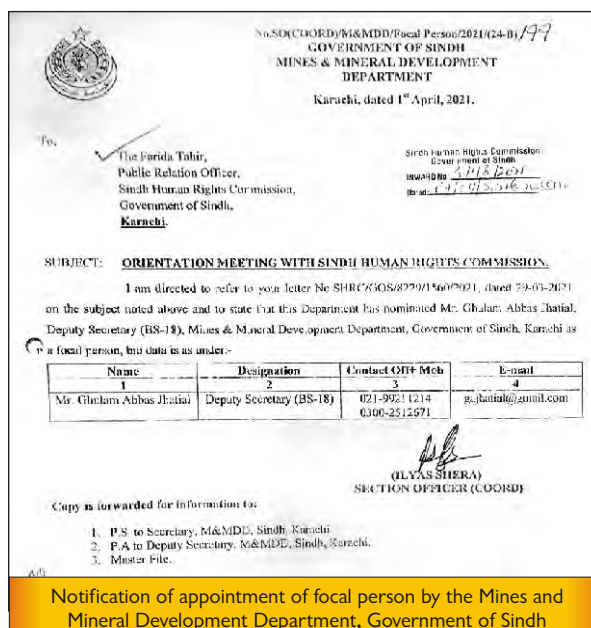 No.SO(COORD)/M&MDD/Focal Person/2021/(24-B)/199
GOVERNMENT OF SINDH
MINES & MINERAL DEVELOPMENT
DEPARTMENT
Karachi, dated 1st April, 2021.
To,
The Farida Tahir,
Public Relation Officer,
Sindh Human Rights Commission,
Government of Sindh,
Karachi.
Sindh Human Rights Commission
Government of Sindh
INWARD No
SUBJECT: ORIENTATION MEETING WITH SINDH HUMAN RIGHTS COMMISSION.
I am directed to refer to your letter No SHRC/GOS/8229/1560/2021, dated 29-03-2021
on the subject noted above and to state that this Department has nominated Mr. Ghulam Abbas Jhatial,
Deputy Secretary (BS-18), Mines & Mineral Development Department, Government of Sindh, Karachi as
a focal person, his data is as under:-
Name Designation Contact Off+ Mob E-mail
1 2 3 4
Mr. Ghulam Abbas Jhatial Deputy Secretary (BS-18) 021-99211214
0300-2512671
(ILYAS SHERA)
SECTION OFFICER (COORD)
Copy is forwarded for information to:
1. P.S. to Secretary, M&MDD, Sindh, Karachi.
2. P.A to Deputy Secretary, M&MDD, Sindh, Karachi.
3. Master File.
Notification of appointment of focal person by the Mines and
Mineral Development Department, Government of Sindh